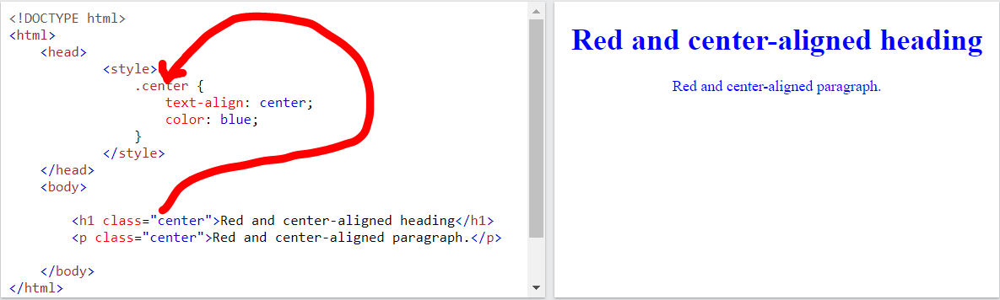 <!DOCTYPE html>
<html>
<head>
<style>
.center {
text-align: center;
color: blue;
}
</style>
</head>
<body>
<h1 class="center">Red and center-aligned heading</h1>
<p class="center">Red and center-aligned paragraph.</p>
</body>
</html>
Red and center-aligned heading
Red and center-aligned paragraph.